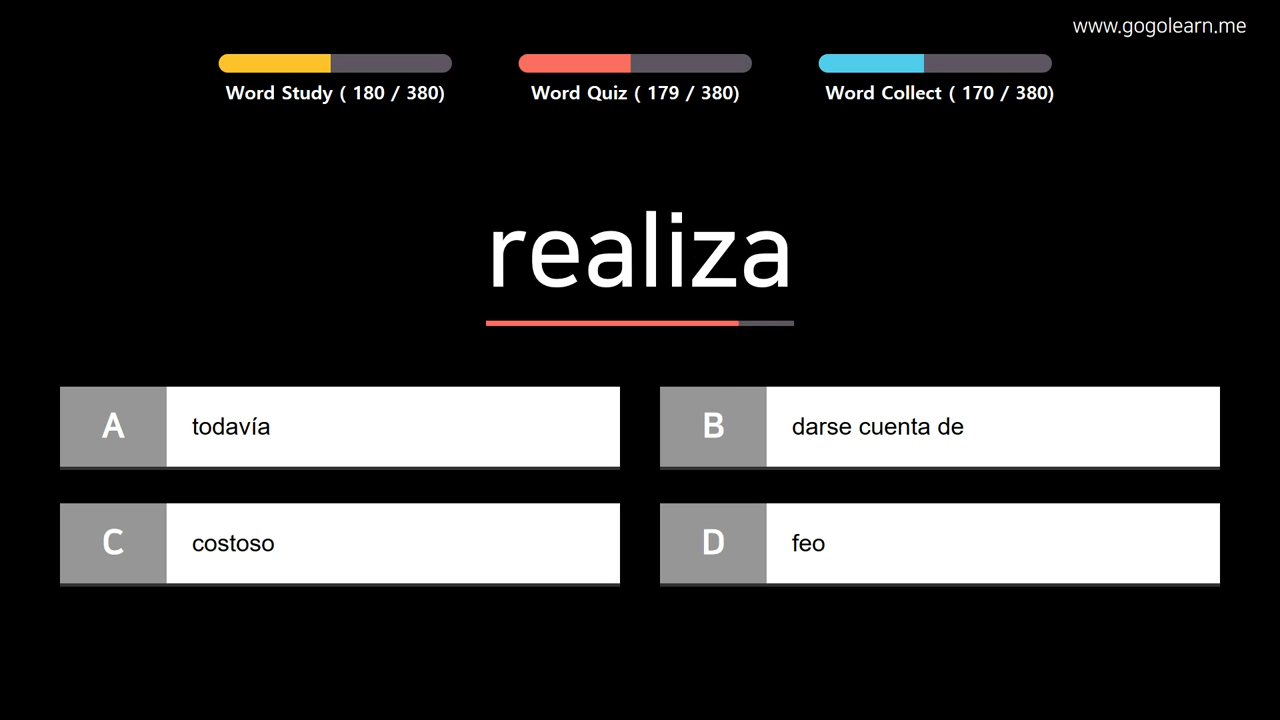 www.gogolearn.me
Word Study ( 180 / 380)
Word Quiz ( 179 / 380)
Word Collect ( 170 / 380)
realiza
A todavía
B darse cuenta de
C costoso
D feo